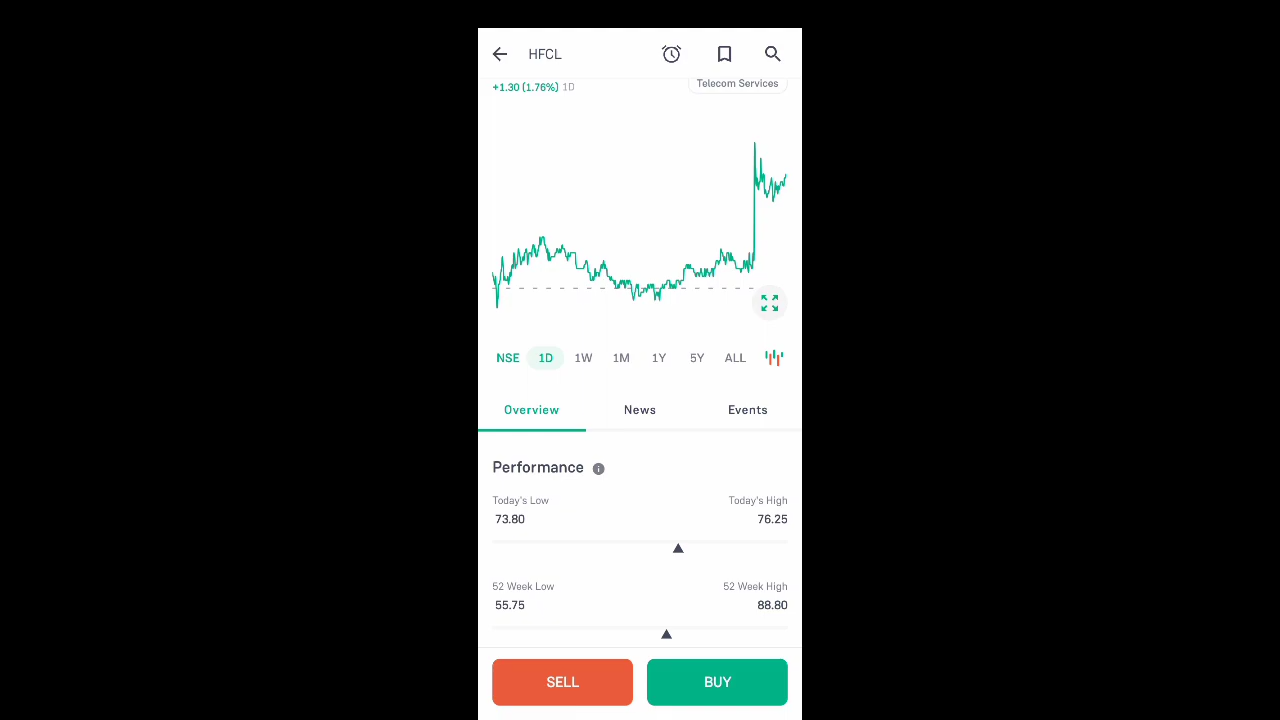 HFCL
+1.30 (1.76%) 1D
Telecom Services
NSE 1D 1W 1M 1Y 5Y ALL
Overview News Events
Performance
Today's Low Today's High
73.80 76.25
52 Week Low 52 Week High
55.75 88.80
SELL BUY